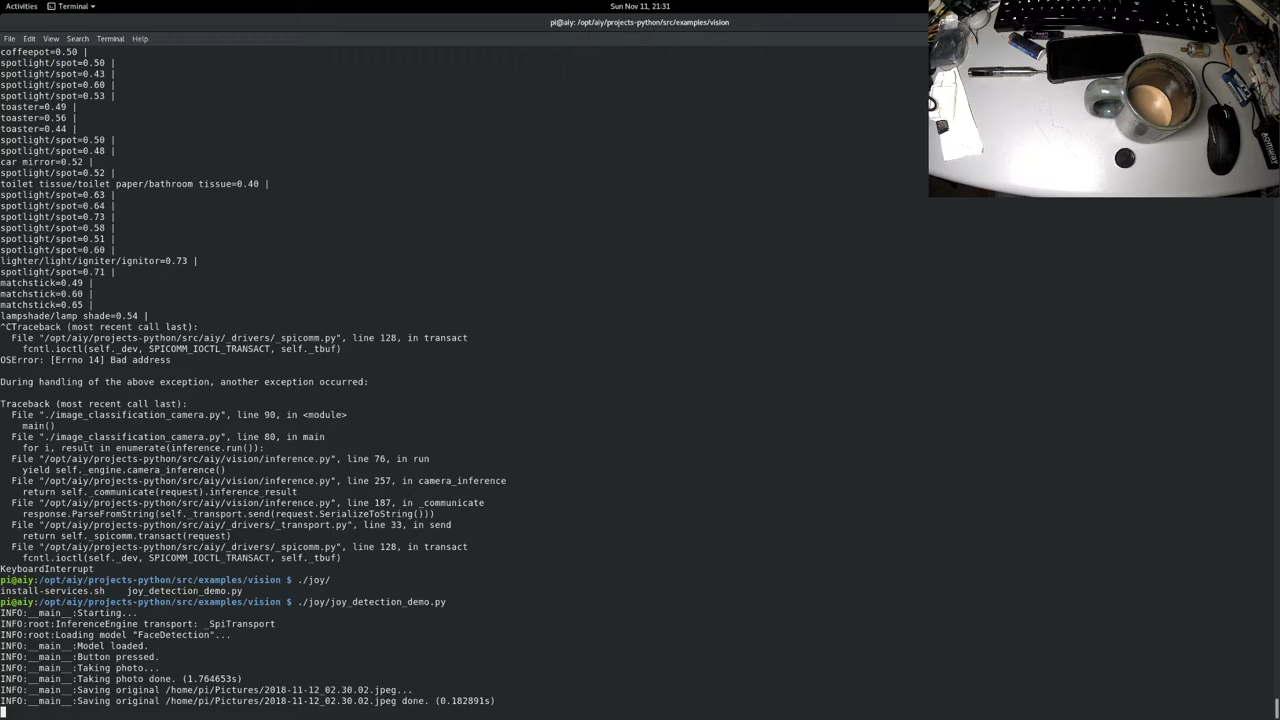 Activities
Terminal
Sun Nov 11, 21:31
pi@aiy: /opt/aiy/projects-python/src/examples/vision
File Edit View Search Terminal Help
coffeepot=0.50 |
spotlight/spot=0.50 |
spotlight/spot=0.43 |
spotlight/spot=0.60 |
spotlight/spot=0.53 |
toaster=0.49 |
toaster=0.56 |
toaster=0.44 |
spotlight/spot=0.50 |
spotlight/spot=0.48 |
car mirror=0.52 |
spotlight/spot=0.52 |
toilet tissue/toilet paper/bathroom tissue=0.40 |
spotlight/spot=0.63 |
spotlight/spot=0.64 |
spotlight/spot=0.73 |
spotlight/spot=0.58 |
spotlight/spot=0.51 |
spotlight/spot=0.60 |
lighter/light/igniter/ignitor=0.73 |
spotlight/spot=0.71 |
matchstick=0.49 |
matchstick=0.60 |
matchstick=0.65 |
lampshade/lamp shade=0.54 |
^CTraceback (most recent call last):
File "/opt/aiy/projects-python/src/aiy/_drivers/_spicomm.py", line 128, in transact
fcntl.ioctl(self._dev, SPICOMM_IOCTL_TRANSACT, self._tbuf)
OSError: [Errno 14] Bad address
During handling of the above exception, another exception occurred:
Traceback (most recent call last):
File "./image_classification_camera.py", line 90, in <module>
main()
File "./image_classification_camera.py", line 80, in main
for i, result in enumerate(inference.run()):
File "/opt/aiy/projects-python/src/aiy/vision/inference.py", line 76, in run
yield self._engine.camera_inference()
File "/opt/aiy/projects-python/src/aiy/vision/inference.py", line 257, in camera_inference
return self._communicate(request).inference_result
File "/opt/aiy/projects-python/src/aiy/vision/inference.py", line 187, in _communicate
response.ParseFromString(self._transport.send(request.SerializeToString()))
File "/opt/aiy/projects-python/src/aiy/_drivers/_transport.py", line 33, in send
return self._spicomm.transact(request)
File "/opt/aiy/projects-python/src/aiy/_drivers/_spicomm.py", line 128, in transact
fcntl.ioctl(self._dev, SPICOMM_IOCTL_TRANSACT, self._tbuf)
KeyboardInterrupt
pi@aiy:/opt/aiy/projects-python/src/examples/vision $ ./joy/
install-services.sh joy_detection_demo.py
pi@aiy:/opt/aiy/projects-python/src/examples/vision $ ./joy/joy_detection_demo.py
INFO:__main__:Starting...
INFO:root:InferenceEngine transport: _SpiTransport
INFO:root:Loading model "FaceDetection"...
INFO:__main__:Model loaded.
INFO:__main__:Button pressed.
INFO:__main__:Taking photo...
INFO:__main__:Taking photo done. (1.764653s)
INFO:__main__:Saving original /home/pi/Pictures/2018-11-12_02.30.02.jpeg...
INFO:__main__:Saving original /home/pi/Pictures/2018-11-12_02.30.02.jpeg done. (0.182891s)
aomway